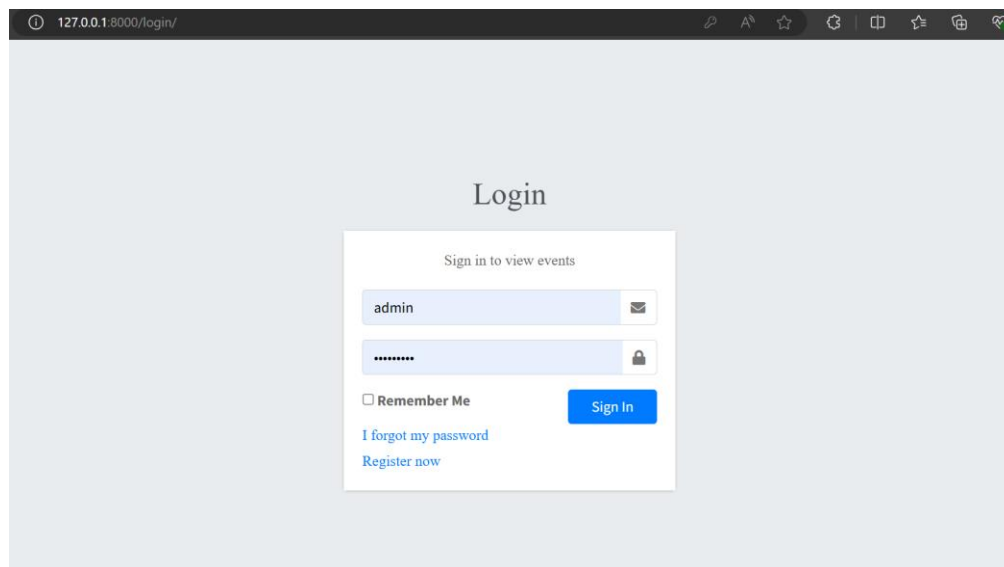 127.0.0.1:8000/login/
Login
Sign in to view events
admin
•••••••••
Remember Me
Sign In
I forgot my password
Register now